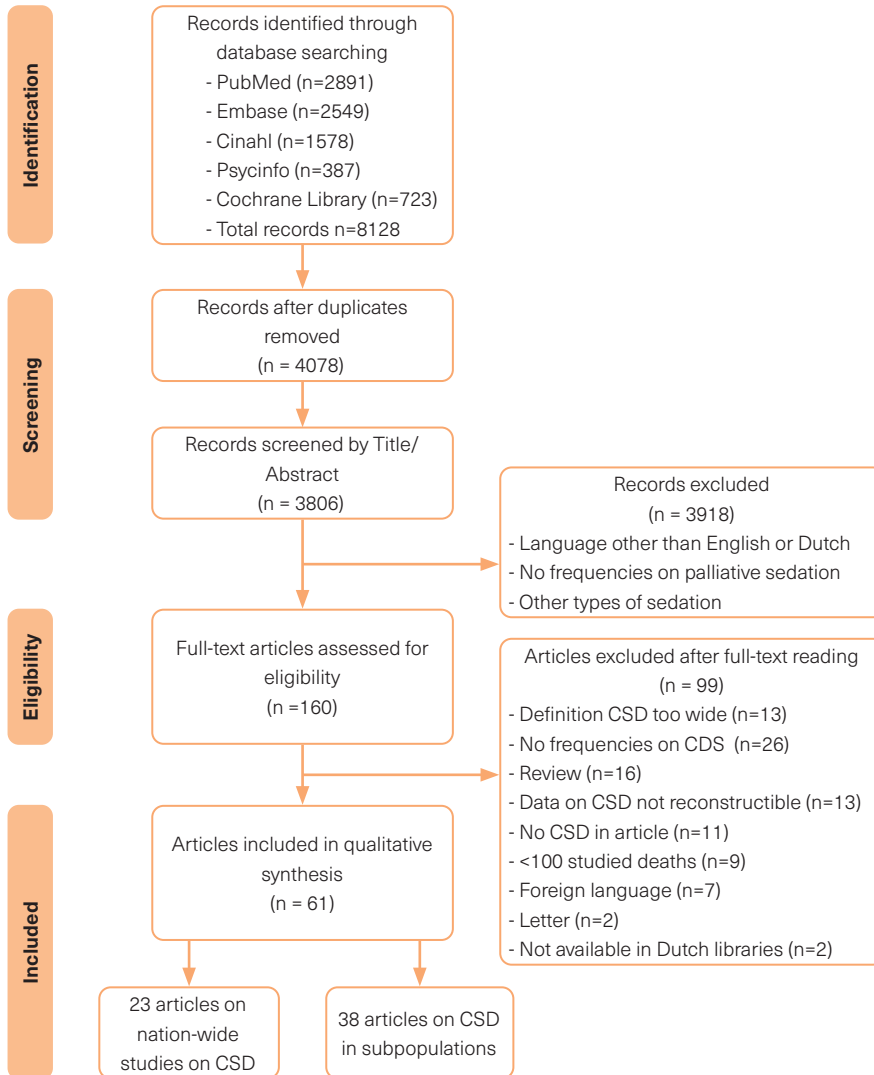 Identification
Records identified through
database searching
- PubMed (n=2891)
- Embase (n=2549)
- Cinahl (n=1578)
- Psycinfo (n=387)
- Cochrane Library (n=723)
- Total records n=8128
Screening
Records after duplicates
removed
(n = 4078)
Records screened by Title/
Abstract
(n = 3806)
Records excluded
(n = 3918)
- Language other than English or Dutch
- No frequencies on palliative sedation
- Other types of sedation
Eligibility
Full-text articles assessed for
eligibility
(n =160)
Articles excluded after full-text reading
(n = 99)
- Definition CSD too wide (n=13)
- No frequencies on CDS (n=26)
- Review (n=16)
- Data on CSD not reconstructible (n=13)
- No CSD in article (n=11)
- <100 studied deaths (n=9)
- Foreign language (n=7)
- Letter (n=2)
- Not available in Dutch libraries (n=2)
Included
Articles included in qualitative
synthesis
(n = 61)
23 articles on
nation-wide
studies on CSD
38 articles on CSD
in subpopulations